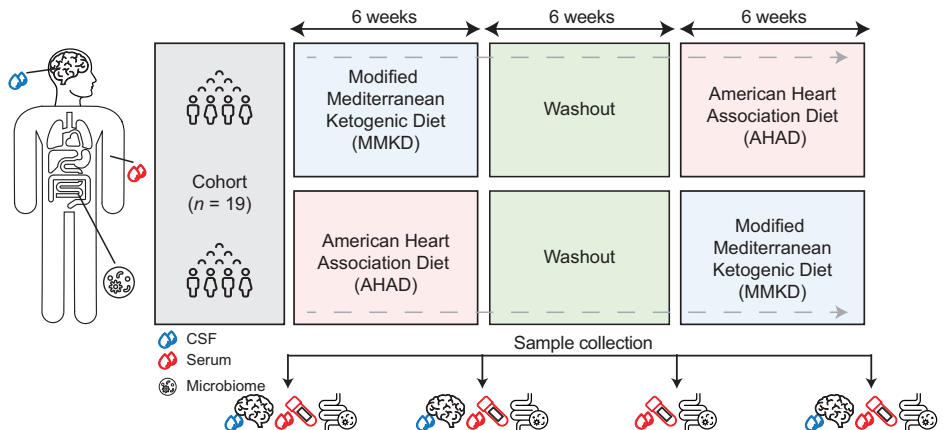 6 weeks
6 weeks
6 weeks
Modified
Mediterranean
Ketogenic Diet
(MMKD)
Washout
American Heart
Association Diet
(AHAD)
Cohort
(n = 19)
American Heart
Association Diet
(AHAD)
Washout
Modified
Mediterranean
Ketogenic Diet
(MMKD)
CSF
Serum
Microbiome
Sample collection